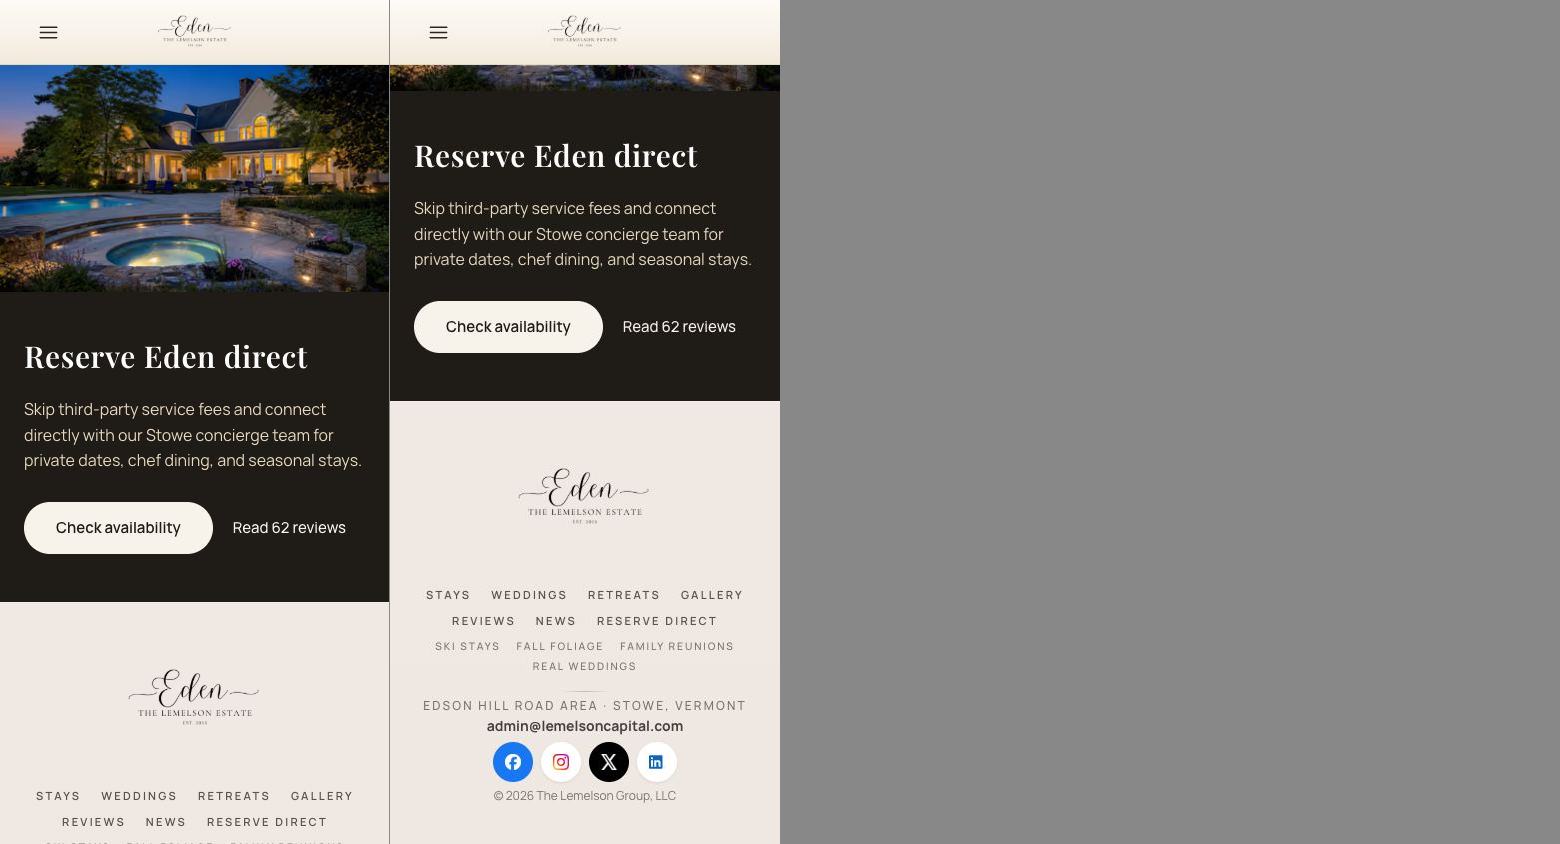 Eden
THE LEMELSON ESTATE
Reserve Eden direct
Skip third-party service fees and connect
directly with our Stowe concierge team for
private dates, chef dining, and seasonal stays.
Check availability
Read 62 reviews
Eden
THE LEMELSON ESTATE
STAYS WEDDINGS RETREATS GALLERY
REVIEWS NEWS RESERVE DIRECT
Eden
THE LEMELSON ESTATE
Reserve Eden direct
Skip third-party service fees and connect
directly with our Stowe concierge team for
private dates, chef dining, and seasonal stays.
Check availability
Read 62 reviews
Eden
THE LEMELSON ESTATE
STAYS WEDDINGS RETREATS GALLERY
REVIEWS NEWS RESERVE DIRECT
SKI STAYS FALL FOLIAGE FAMILY REUNIONS
REAL WEDDINGS
EDSON HILL ROAD AREA · STOWE, VERMONT
admin@lemelsoncapital.com
© 2026 The Lemelson Group, LLC